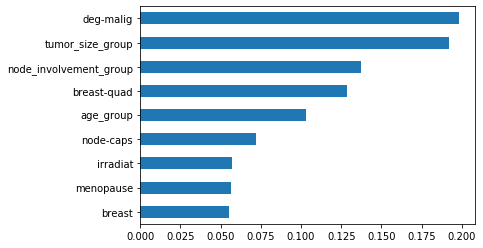 deg-malig
tumor_size_group
node_involvement_group
breast-quad
age_group
node-caps
irradiat
menopause
breast
0.000 0.025 0.050 0.075 0.100 0.125 0.150 0.175 0.200